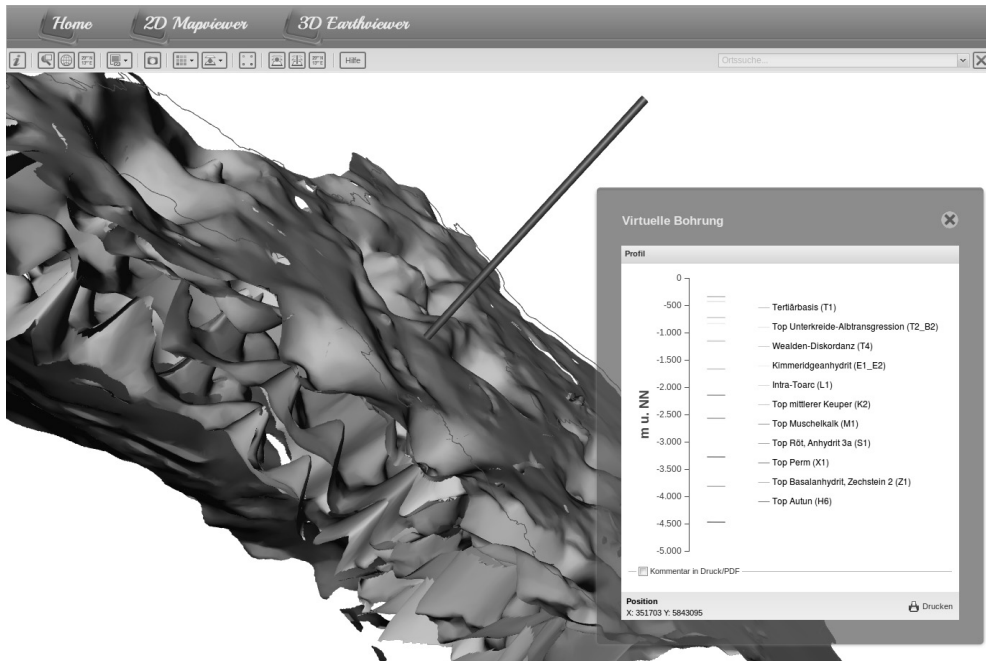 Home 2D Mapviewer 3D Earthviewer
i Hilfe Ortssuche...
Virtuelle Bohrung
Profil
0
-500
-1.000
-1.500
-2.000
-2.500
-3.000
-3.500
-4.000
-4.500
-5.000
m u. NN
Tertiärbasis (T1)
Top Unterkreide-Albtransgression (T2_B2)
Wealden-Diskordanz (T4)
Kimmeridgeanhydrit (E1_E2)
Intra-Toarc (L1)
Top mittlerer Keuper (K2)
Top Muschelkalk (M1)
Top Röt, Anhydrit 3a (S1)
Top Perm (X1)
Top Basalanhydrit, Zechstein 2 (Z1)
Top Autun (H6)
Kommentar in Druck/PDF
Position
X: 351703 Y: 5843095
Drucken